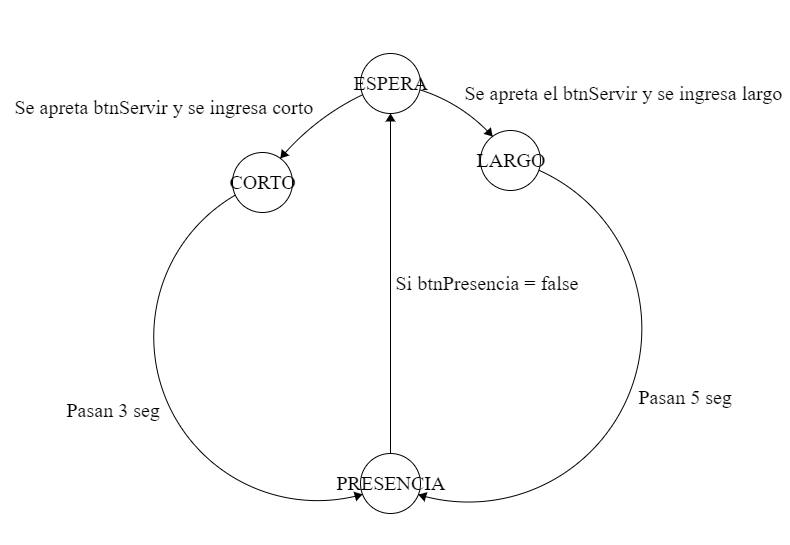 ESPERA
Se apreta el btnServir y se ingresa largo
Se apreta btnServir y se ingresa corto
LARGO
CORTO
Si btnPresencia = false
Pasan 5 seg
Pasan 3 seg
PRESENCIA